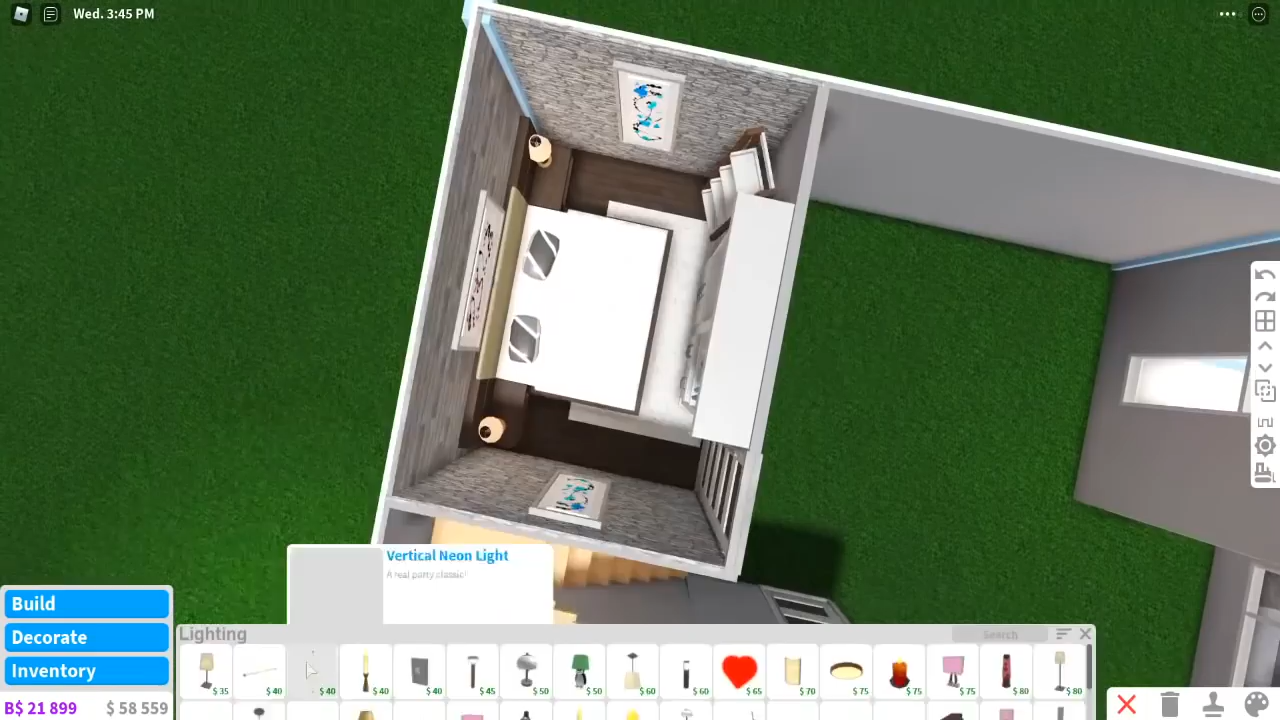 Wed. 3:45 PM
Vertical Neon Light
A real party classic!
Build
Decorate
Inventory
B$ 21 899 $ 58 559
Lighting
Search
$ 35 $ 40 $ 40 $ 40 $ 40 $ 45 $ 50 $ 50 $ 60 $ 60 $ 65 $ 70 $ 75 $ 75 $ 75 $ 80 $ 80